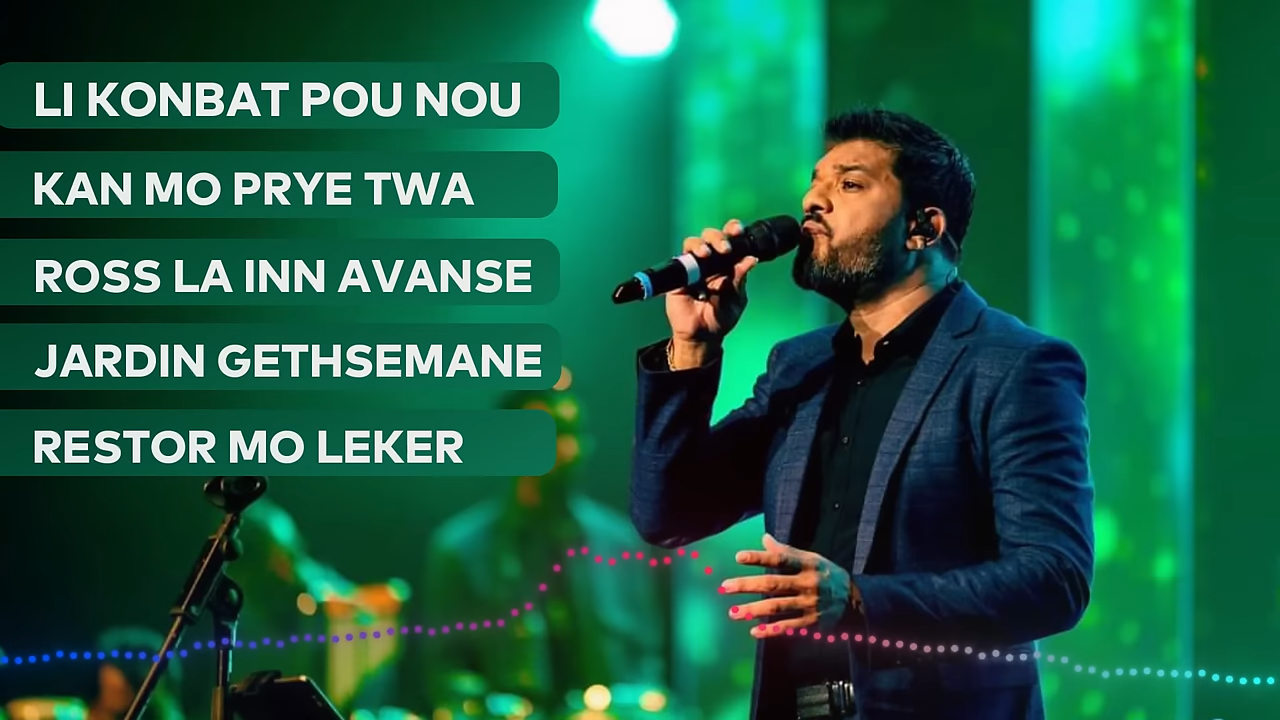 LI KONBAT POU NOU
KAN MO PRYE TWA
ROSS LA INN AVANSE
JARDIN GETHSEMANE
RESTOR MO LEKER